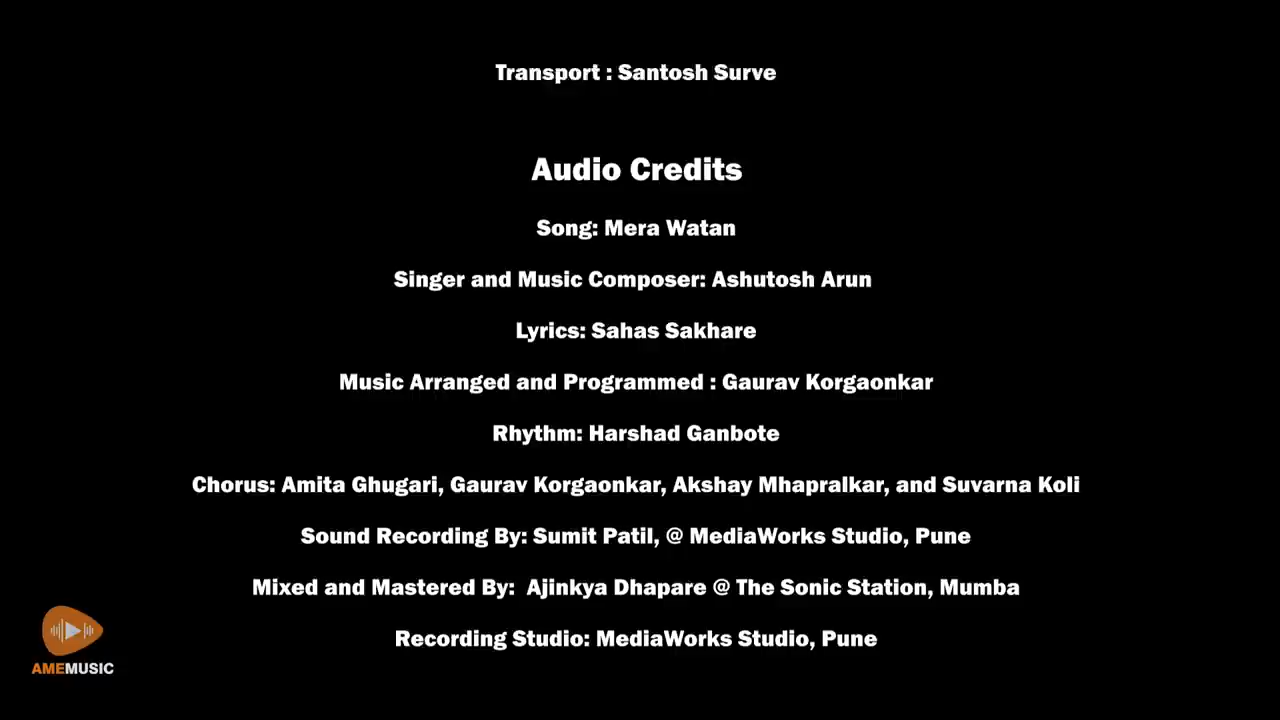 Transport : Santosh Surve
Audio Credits
Song: Mera Watan
Singer and Music Composer: Ashutosh Arun
Lyrics: Sahas Sakhare
Music Arranged and Programmed : Gaurav Korgaonkar
Rhythm: Harshad Ganbote
Chorus: Amita Ghugari, Gaurav Korgaonkar, Akshay Mhapralkar, and Suvarna Koli
Sound Recording By: Sumit Patil, @ MediaWorks Studio, Pune
Mixed and Mastered By:  Ajinkya Dhapare @ The Sonic Station, Mumba
Recording Studio: MediaWorks Studio, Pune
AMEMUSIC